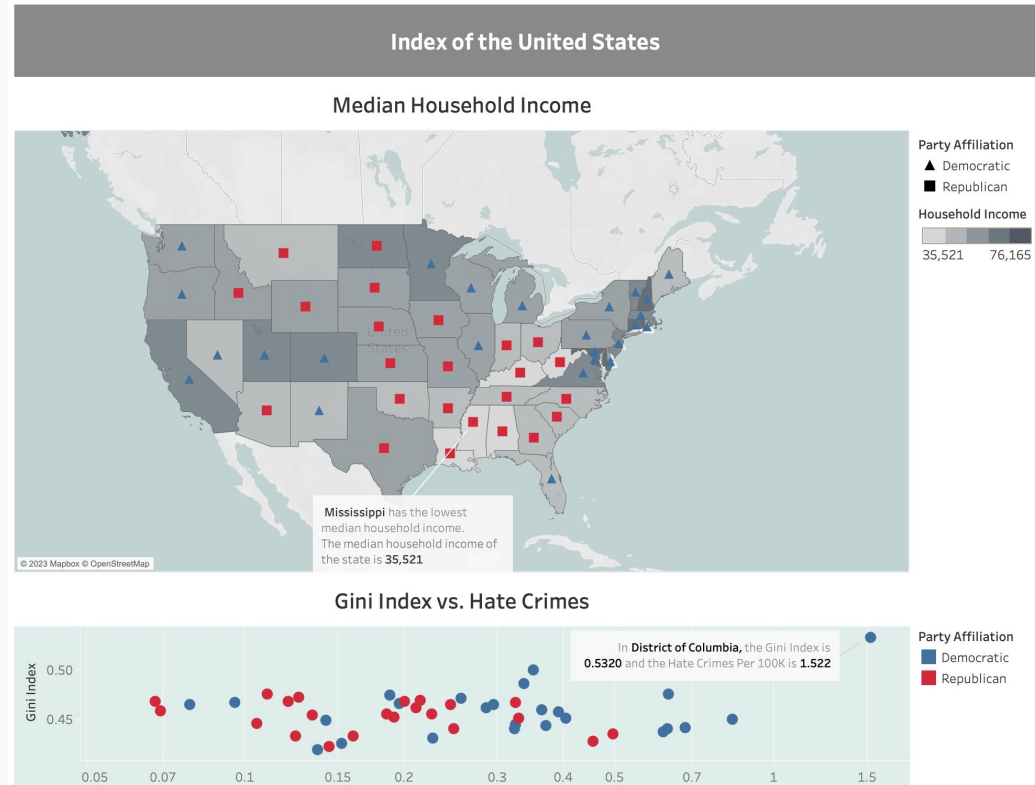 Index of the United States
Median Household Income
Party Affiliation
Democratic
Republican
Household Income
35,521 76,165
United
States
Mississippi has the lowest
median household income.
The median household income of
the state is 35,521
© 2023 Mapbox © OpenStreetMap
Gini Index vs. Hate Crimes
In District of Columbia, the Gini Index is
0.5320 and the Hate Crimes Per 100K is 1.522
Party Affiliation
Democratic
Republican
Gini Index
0.50
0.45
0.05 0.07 0.1 0.15 0.2 0.3 0.4 0.5 0.7 1 1.5